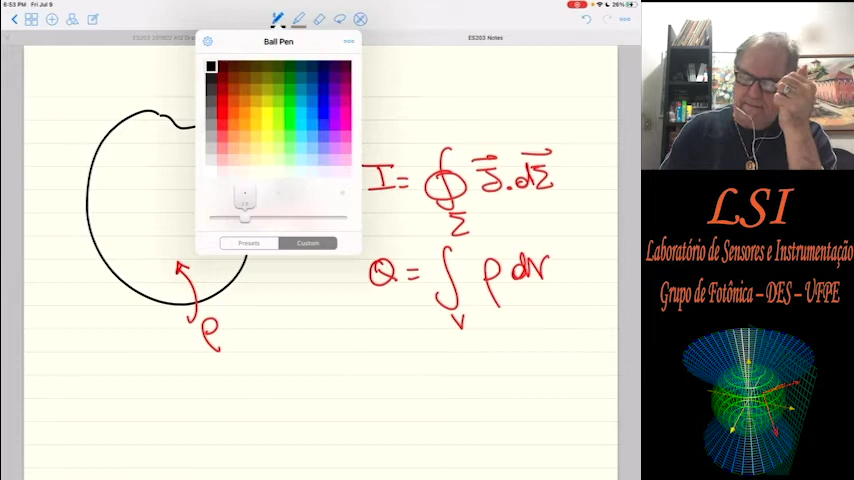 6:53 PM Fri Jul 9
26%
ES203 Notes
Ball Pen
Presets
Custom
I = ∮ J⃗ . dΣ⃗
Σ
Q = ∫ ρ dV
V
ρ
LSI
Laboratório de Sensores e Instrumentação
Grupo de Fotônica – DES – UFPE